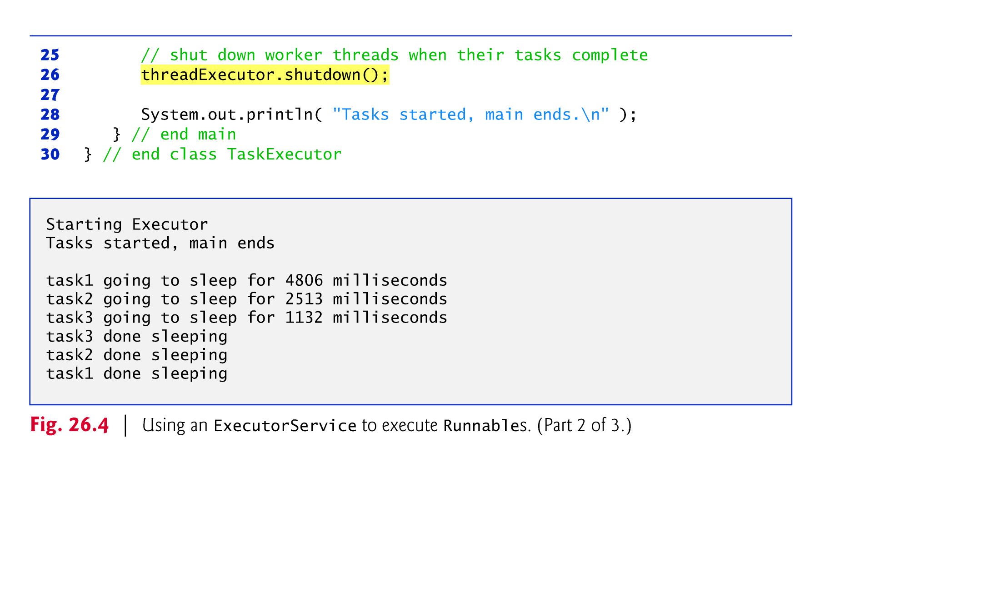 25 // shut down worker threads when their tasks complete
26 threadExecutor.shutdown();
27
28 System.out.println( "Tasks started, main ends.\n" );
29 } // end main
30 } // end class TaskExecutor
Starting Executor
Tasks started, main ends
task1 going to sleep for 4806 milliseconds
task2 going to sleep for 2513 milliseconds
task3 going to sleep for 1132 milliseconds
task3 done sleeping
task2 done sleeping
task1 done sleeping
Fig. 26.4 | Using an ExecutorService to execute Runnables. (Part 2 of 3.)